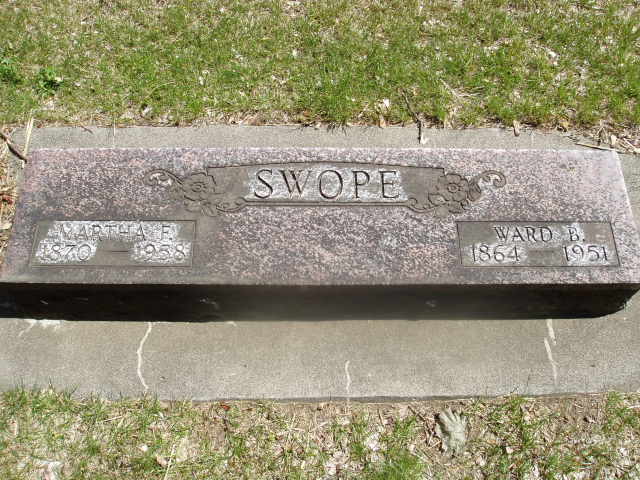 SWOPE
MARTHA E.
1870 — 1958
WARD B.
1864 — 1951